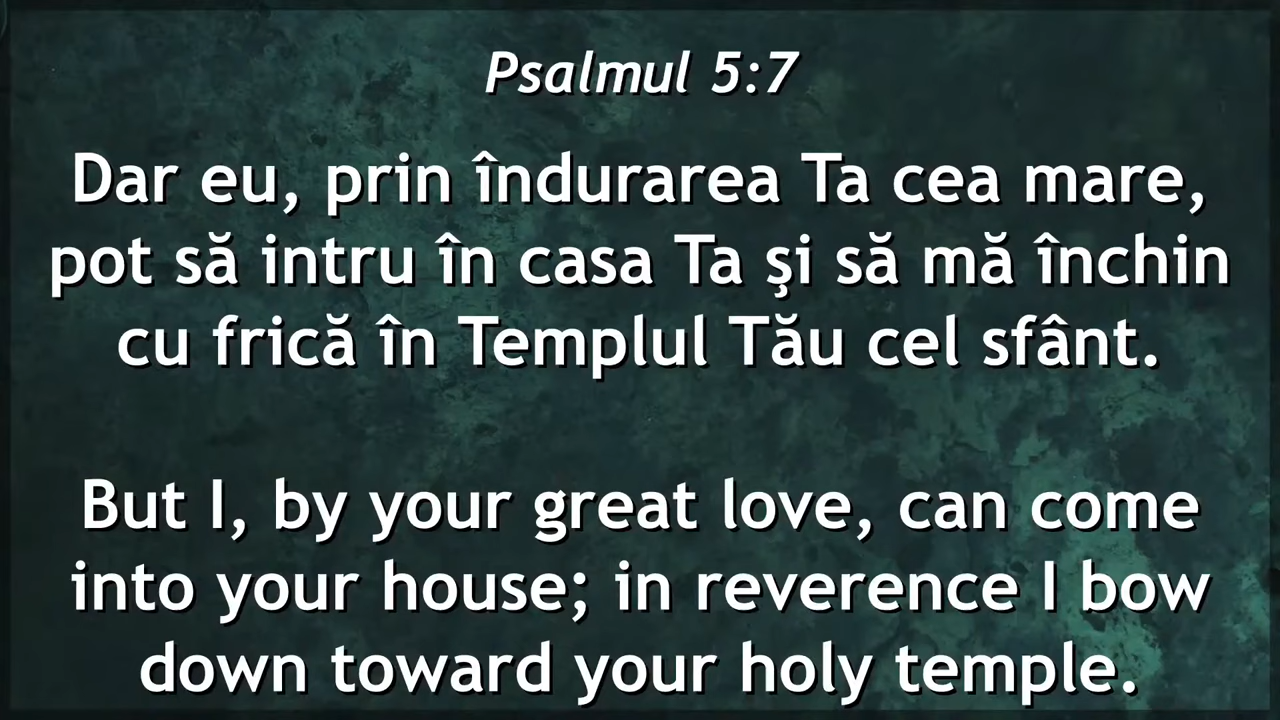 Psalmul 5:7
Dar eu, prin îndurarea Ta cea mare,
pot să intru în casa Ta şi să mă închin
cu frică în Templul Tău cel sfânt.
But I, by your great love, can come
into your house; in reverence I bow
down toward your holy temple.